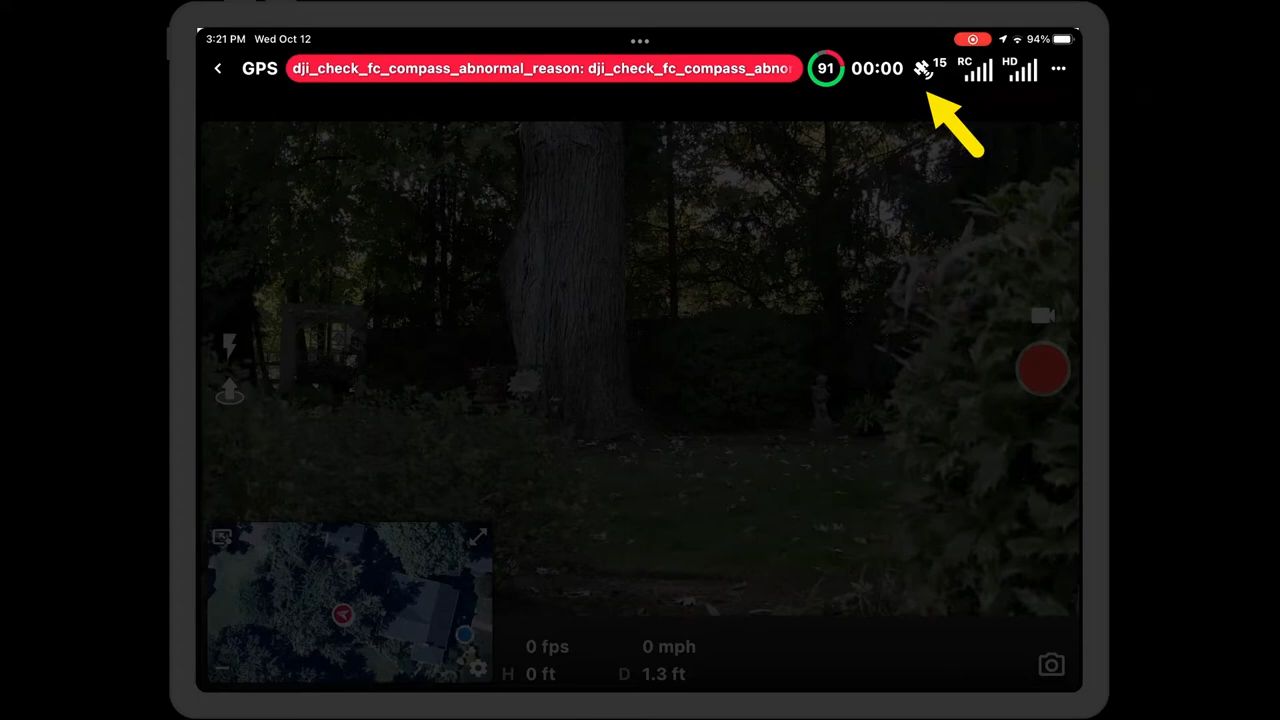 3:21 PM Wed Oct 12
94%
GPS dji_check_fc_compass_abnormal_reason: dji_check_fc_compass_abnor 91 00:00 15 RC HD
0 fps 0 mph
H 0 ft D 1.3 ft